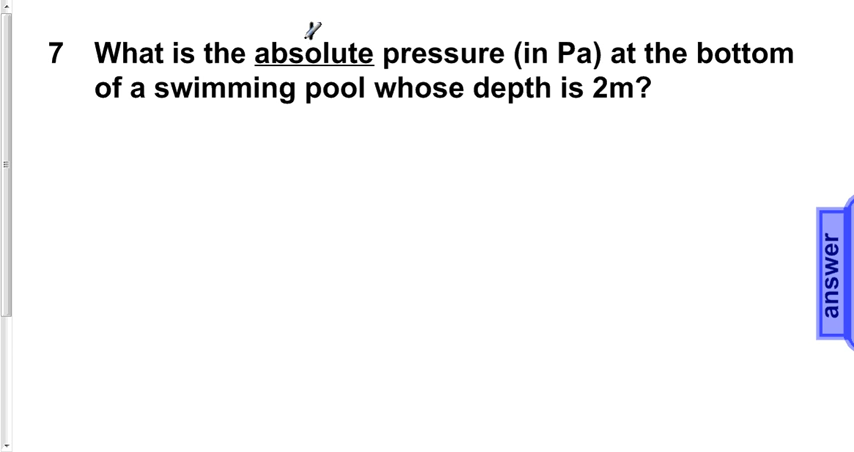 7 What is the absolute pressure (in Pa) at the bottom
of a swimming pool whose depth is 2m?
answer